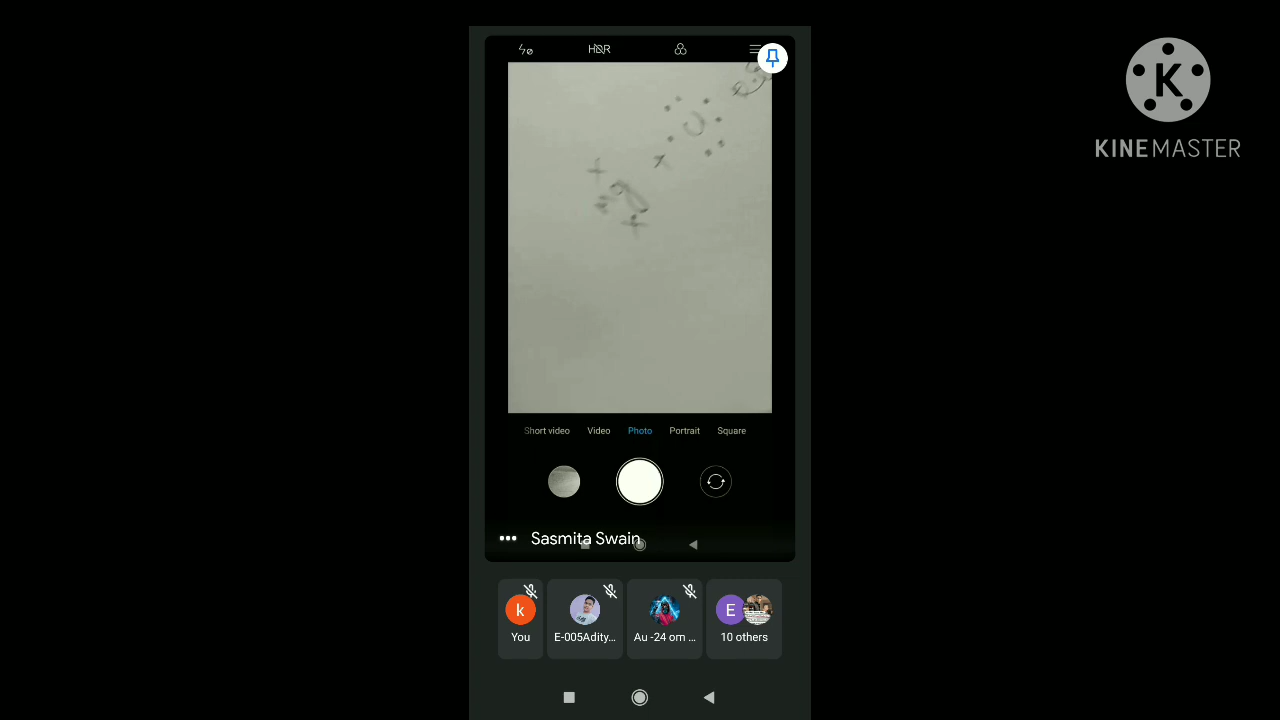 HDR
KINEMASTER
K
Short video Video Photo Portrait Square
Sasmita Swain
k
E
You
E-005Adity...
Au -24 om ...
10 others